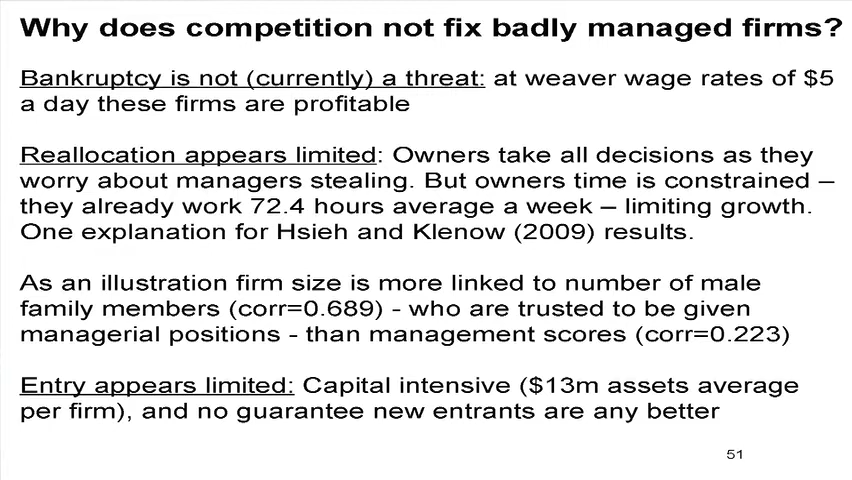 Why does competition not fix badly managed firms?
Bankruptcy is not (currently) a threat: at weaver wage rates of $5
a day these firms are profitable
Reallocation appears limited: Owners take all decisions as they
worry about managers stealing. But owners time is constrained –
they already work 72.4 hours average a week – limiting growth.
One explanation for Hsieh and Klenow (2009) results.
As an illustration firm size is more linked to number of male
family members (corr=0.689) - who are trusted to be given
managerial positions - than management scores (corr=0.223)
Entry appears limited: Capital intensive ($13m assets average
per firm), and no guarantee new entrants are any better
51